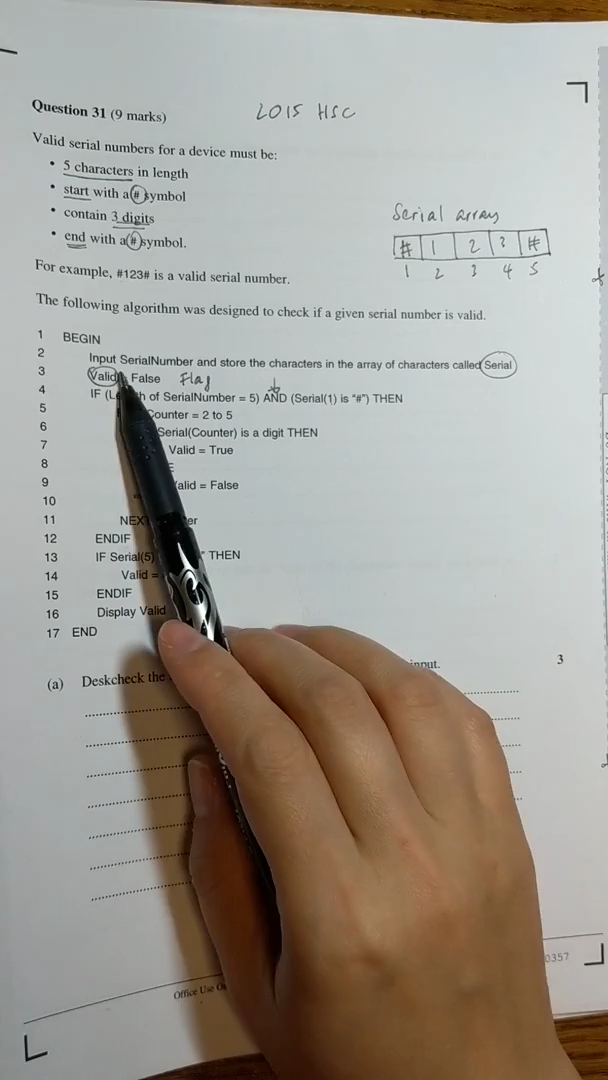 Question 31 (9 marks) 2015 HSC
Valid serial numbers for a device must be:
• 5 characters in length
• start with a # symbol
• contain 3 digits
• end with a # symbol.
Serial array
# 1 2 3 #
1 2 3 4 5
For example, #123# is a valid serial number.
The following algorithm was designed to check if a given serial number is valid.
1 BEGIN
2 Input SerialNumber and store the characters in the array of characters called Serial
3 Valid False Flag
4 IF (L of SerialNumber = 5) AND (Serial(1) is “#”) THEN
5 Counter = 2 to 5
6 Serial(Counter) is a digit THEN
7 Valid = True
8 E
9 Valid = False
10
11 NEX er
12 ENDIF
13 IF Serial(5) ” THEN
14 Valid =
15 ENDIF
16 Display Valid
17 END
(a) Deskcheck the input. 3
0357
Office Use O